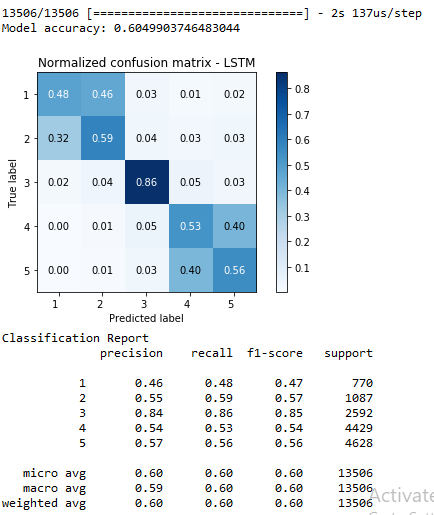 13506/13506 [==============================] - 2s 137us/step
Model accuracy: 0.6049903746483044
Normalized confusion matrix - LSTM
True label
1 0.48 0.46 0.03 0.01 0.02
2 0.32 0.59 0.04 0.03 0.03
3 0.02 0.04 0.86 0.05 0.03
4 0.00 0.01 0.05 0.53 0.40
5 0.00 0.01 0.03 0.40 0.56
1 2 3 4 5
Predicted label
0.8
0.7
0.6
0.5
0.4
0.3
0.2
0.1
Classification Report
precision recall f1-score support
1 0.46 0.48 0.47 770
2 0.55 0.59 0.57 1087
3 0.84 0.86 0.85 2592
4 0.54 0.53 0.54 4429
5 0.57 0.56 0.56 4628
micro avg 0.60 0.60 0.60 13506
macro avg 0.59 0.60 0.60 13506
weighted avg 0.60 0.60 0.60 13506
Activate